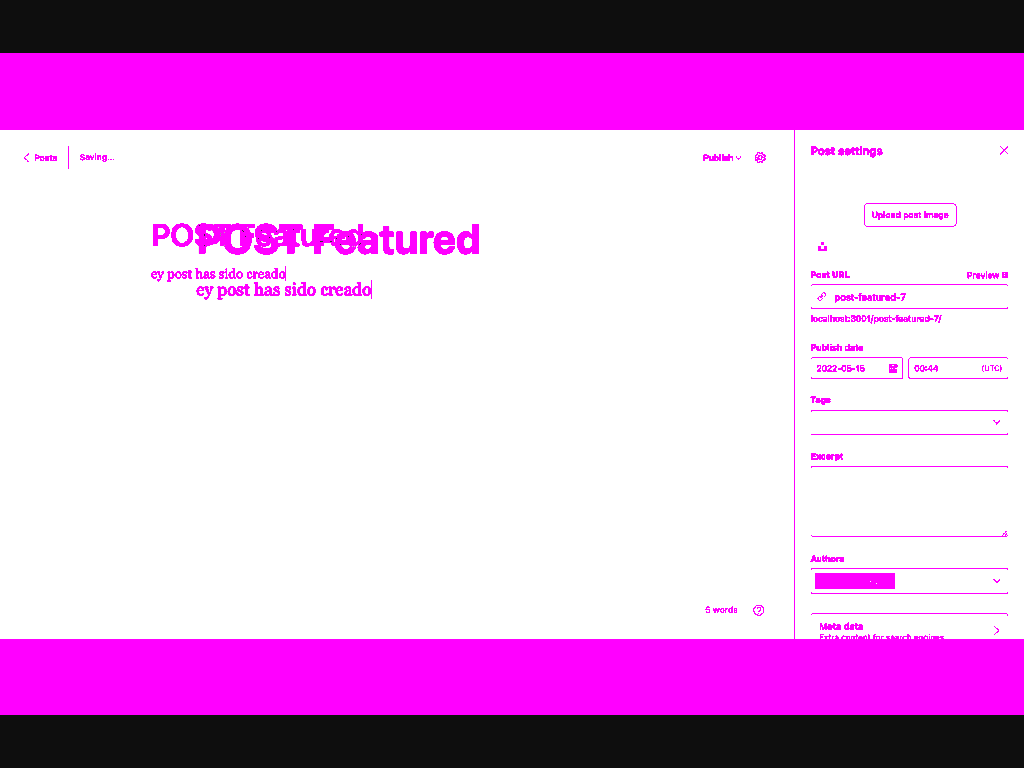 Posts
Saving...
Publish
POST Featured
POST Featured
ey post has sido creado
ey post has sido creado
5 words
Post settings
Upload post image
Post URL
Preview
post-featured-7
localhost:3001/post-featured-7/
Publish date
2022-05-15
00:44
(UTC)
Tags
Excerpt
Authors
Meta data
Extra content for search engines